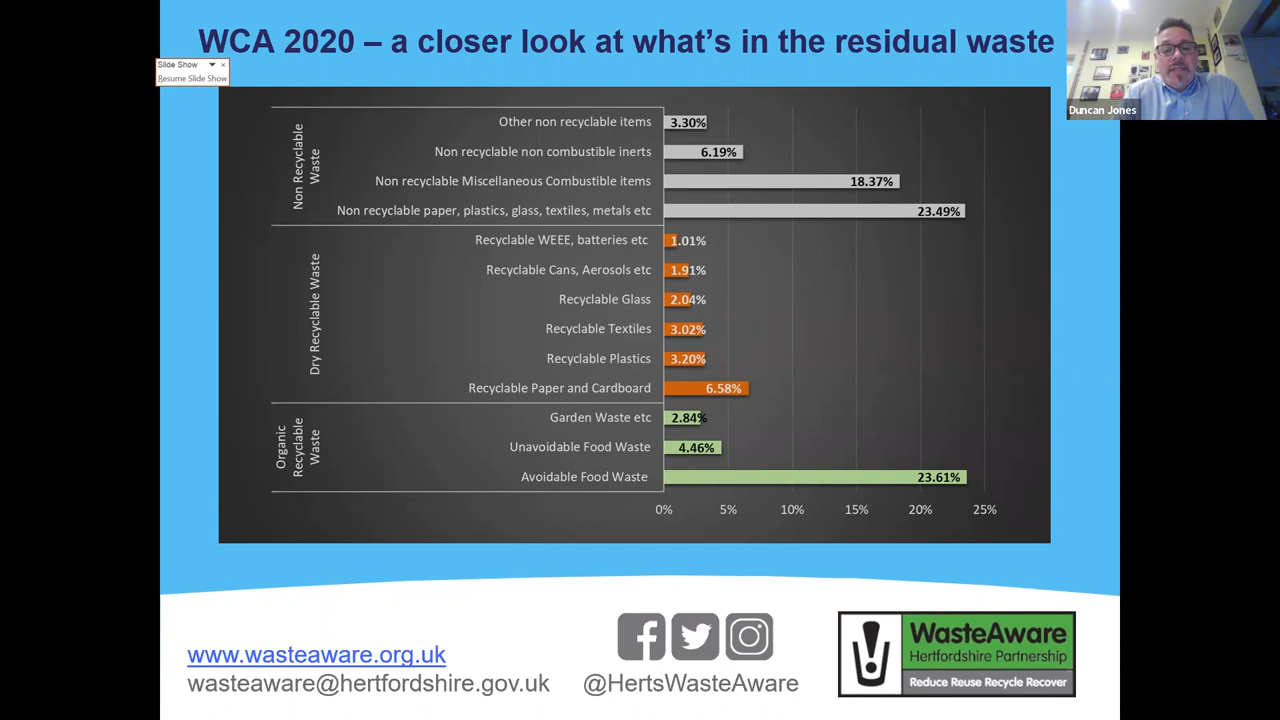 WCA 2020 – a closer look at what's in the residual waste
Slide Show
Resume Slide Show
Duncan Jones
Non Recyclable
Waste
Other non recyclable items 3.30%
Non recyclable non combustible inerts 6.19%
Non recyclable Miscellaneous Combustible items 18.37%
Non recyclable paper, plastics, glass, textiles, metals etc 23.49%
Dry Recyclable Waste
Recyclable WEEE, batteries etc 1.01%
Recyclable Cans, Aerosols etc 1.91%
Recyclable Glass 2.04%
Recyclable Textiles 3.02%
Recyclable Plastics 3.20%
Recyclable Paper and Cardboard 6.58%
Organic
Recyclable
Waste
Garden Waste etc 2.84%
Unavoidable Food Waste 4.46%
Avoidable Food Waste 23.61%
0% 5% 10% 15% 20% 25%
www.wasteaware.org.uk
wasteaware@hertfordshire.gov.uk
@HertsWasteAware
WasteAware
Hertfordshire Partnership
Reduce Reuse Recycle Recover